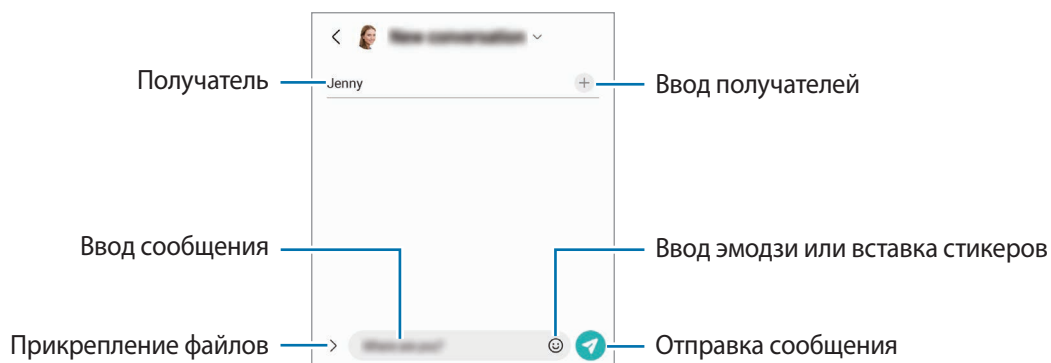 Получатель
Jenny
Ввод получателей
Ввод сообщения
Ввод эмодзи или вставка стикеров
Прикрепление файлов
Отправка сообщения